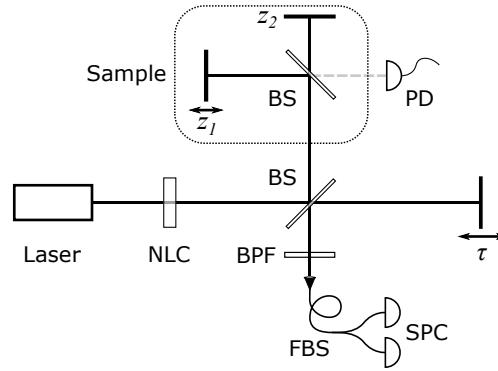 z2
Sample
BS
PD
z1
BS
Laser
NLC
BPF
τ
FBS
SPC